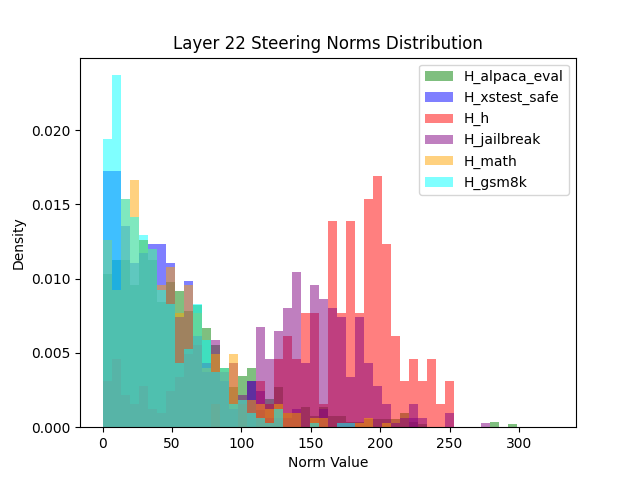 Layer 22 Steering Norms Distribution
H_alpaca_eval
H_xstest_safe
H_h
H_jailbreak
H_math
H_gsm8k
Density
0.020
0.015
0.010
0.005
0.000
0
50
100
150
200
250
300
Norm Value